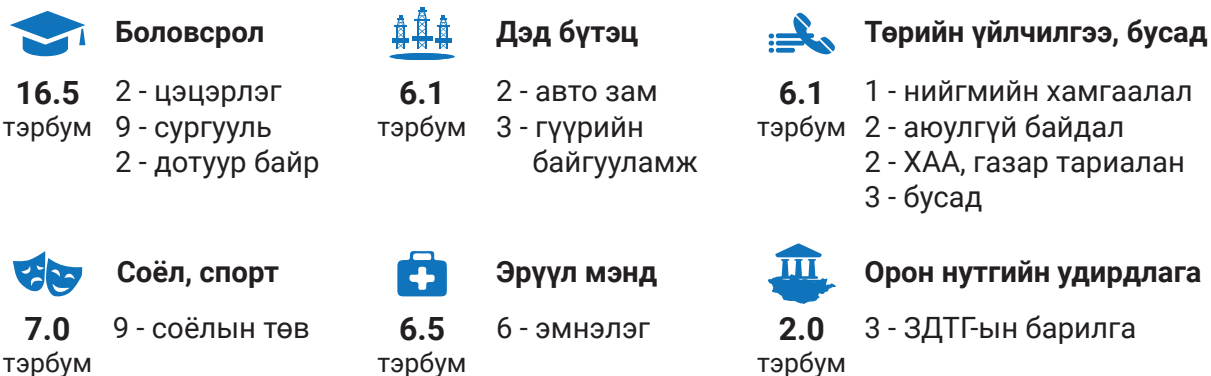 Боловсрол
16.5
тэрбум
2 - цэцэрлэг
9 - сургууль
2 - дотуур байр
Дэд бүтэц
6.1
тэрбум
2 - авто зам
3 - гүүрийн
байгууламж
Төрийн үйлчилгээ, бусад
6.1
тэрбум
1 - нийгмийн хамгаалал
2 - аюулгүй байдал
2 - ХАА, газар тариалан
3 - бусад
Соёл, спорт
7.0
тэрбум
9 - соёлын төв
Эрүүл мэнд
6.5
тэрбум
6 - эмнэлэг
Орон нутгийн удирдлага
2.0
тэрбум
3 - ЗДТГ-ын барилга